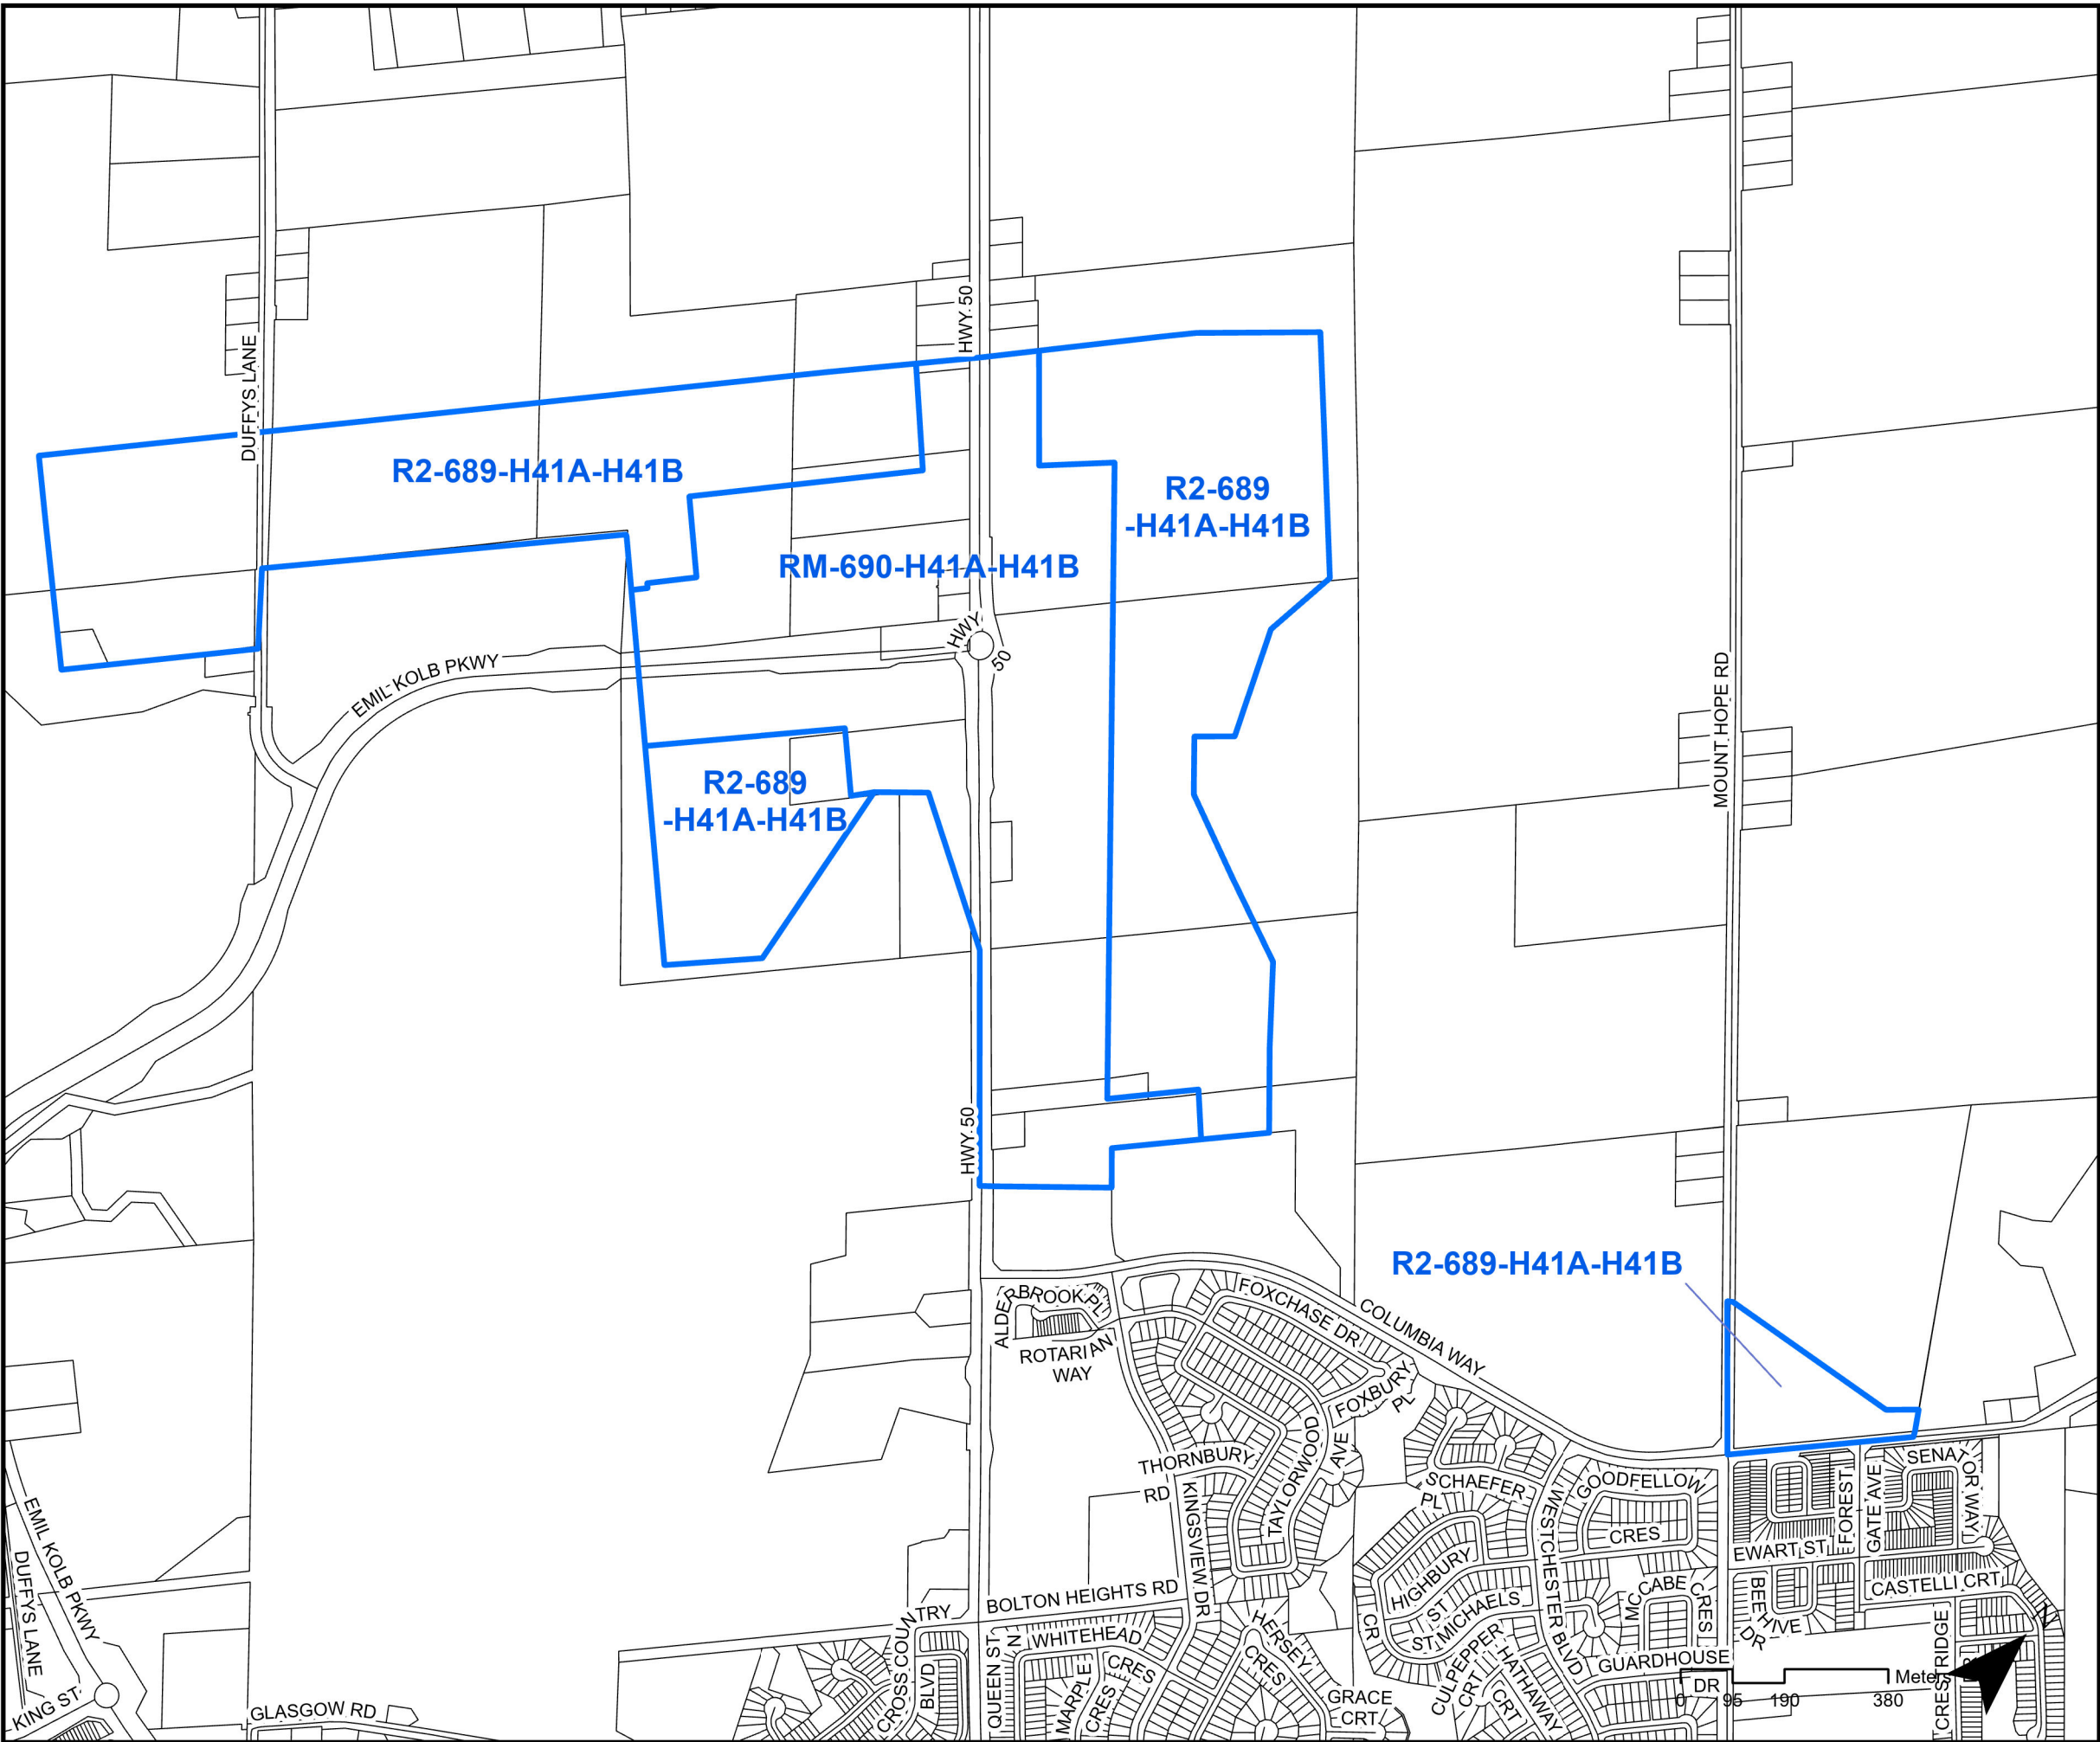 HWY 50
DUFFYS LANE
R2-689-H41A-H41B
R2-689
-H41A-H41B
RM-690-H41A-H41B
HWY
50
EMIL KOLB PKWY
MOUNT HOPE RD
R2-689
-H41A-H41B
HWY 50
R2-689-H41A-H41B
ALDERBROOK PL
ROTARIAN
WAY
FOXCHASE DR
COLUMBIA WAY
FOXBURY
PL
THORNBURY
RD
TAYLORWOOD
AVE
KINGSVIEW DR
SCHAEFER
PL
WESTCHESTER BLVD
GOODFELLOW
CRES
SENATOR WAY
FOREST
GATE AVE
EWART ST
CASTELLI CRT
EMIL KOLB PKWY
DUFFYS LANE
KING ST
GLASGOW RD
CROSS COUNTRY
BLVD
BOLTON HEIGHTS RD
QUEEN ST
N
WHITEHEAD
CRES
MARPLE
CRES
HERSEY
CRES
GRACE
CRT
HIGHBURY
CR
ST MICHAELS
ST
CULPEPPER
CRT
HATHAWAY
CRT
MC CABE
CRES
GUARDHOUSE
DR
BEEHIVE
DR
CRESTRIDGE
0 95 190 380
Meters